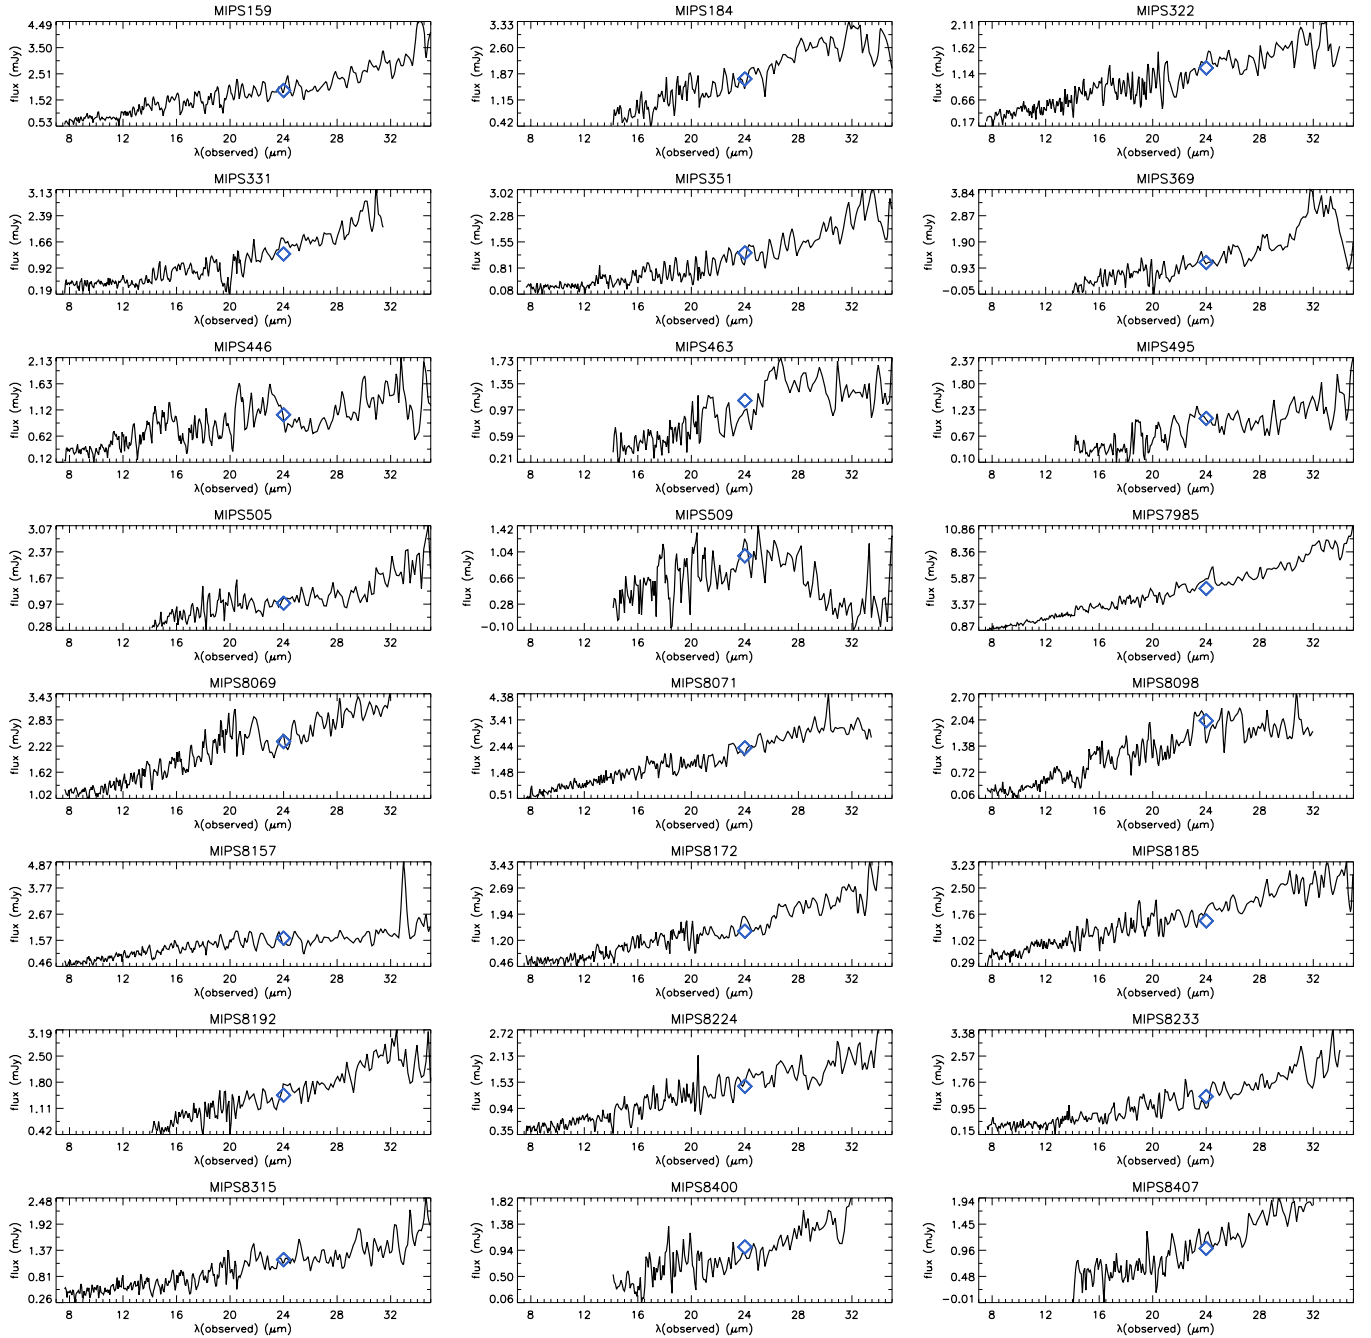 MIPS159 MIPS184 MIPS322
4.49 3.33 2.11
3.50 2.60 1.62
2.51 1.87 1.14
1.52 1.15 0.66
0.53 0.42 0.17
flux (mJy) flux (mJy) flux (mJy)
8 12 16 20 24 28 32 8 12 16 20 24 28 32 8 12 16 20 24 28 32
λ(observed) (μm) λ(observed) (μm) λ(observed) (μm)
MIPS331 MIPS351 MIPS369
3.13 3.02 3.84
2.39 2.28 2.87
1.66 1.55 1.90
0.92 0.81 0.93
0.19 0.08 −0.05
flux (mJy) flux (mJy) flux (mJy)
8 12 16 20 24 28 32 8 12 16 20 24 28 32 8 12 16 20 24 28 32
λ(observed) (μm) λ(observed) (μm) λ(observed) (μm)
MIPS446 MIPS463 MIPS495
2.13 1.73 2.37
1.63 1.35 1.80
1.12 0.97 1.23
0.62 0.59 0.67
0.12 0.21 0.10
flux (mJy) flux (mJy) flux (mJy)
8 12 16 20 24 28 32 8 12 16 20 24 28 32 8 12 16 20 24 28 32
λ(observed) (μm) λ(observed) (μm) λ(observed) (μm)
MIPS505 MIPS509 MIPS7985
3.07 1.42 10.86
2.37 1.04 8.36
1.67 0.66 5.87
0.97 0.28 3.37
0.28 −0.10 0.87
flux (mJy) flux (mJy) flux (mJy)
8 12 16 20 24 28 32 8 12 16 20 24 28 32 8 12 16 20 24 28 32
λ(observed) (μm) λ(observed) (μm) λ(observed) (μm)
MIPS8069 MIPS8071 MIPS8098
3.43 4.38 2.70
2.83 3.41 2.04
2.22 2.44 1.38
1.62 1.48 0.72
1.02 0.51 0.06
flux (mJy) flux (mJy) flux (mJy)
8 12 16 20 24 28 32 8 12 16 20 24 28 32 8 12 16 20 24 28 32
λ(observed) (μm) λ(observed) (μm) λ(observed) (μm)
MIPS8157 MIPS8172 MIPS8185
4.87 3.43 3.23
3.77 2.69 2.50
2.67 1.94 1.76
1.57 1.20 1.02
0.46 0.46 0.29
flux (mJy) flux (mJy) flux (mJy)
8 12 16 20 24 28 32 8 12 16 20 24 28 32 8 12 16 20 24 28 32
λ(observed) (μm) λ(observed) (μm) λ(observed) (μm)
MIPS8192 MIPS8224 MIPS8233
3.19 2.72 3.38
2.50 2.13 2.57
1.80 1.53 1.76
1.11 0.94 0.95
0.42 0.35 0.15
flux (mJy) flux (mJy) flux (mJy)
8 12 16 20 24 28 32 8 12 16 20 24 28 32 8 12 16 20 24 28 32
λ(observed) (μm) λ(observed) (μm) λ(observed) (μm)
MIPS8315 MIPS8400 MIPS8407
2.48 1.82 1.94
1.92 1.38 1.45
1.37 0.94 0.96
0.81 0.50 0.48
0.26 0.06 −0.01
flux (mJy) flux (mJy) flux (mJy)
8 12 16 20 24 28 32 8 12 16 20 24 28 32 8 12 16 20 24 28 32
λ(observed) (μm) λ(observed) (μm) λ(observed) (μm)